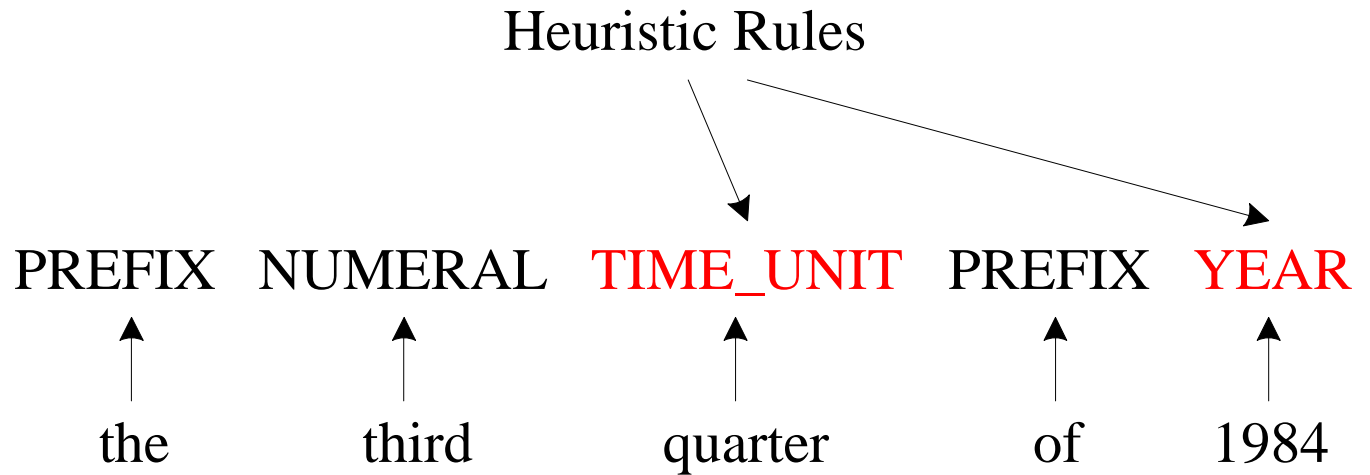 Heuristic Rules
PREFIX NUMERAL TIME_UNIT PREFIX YEAR
the third quarter of 1984